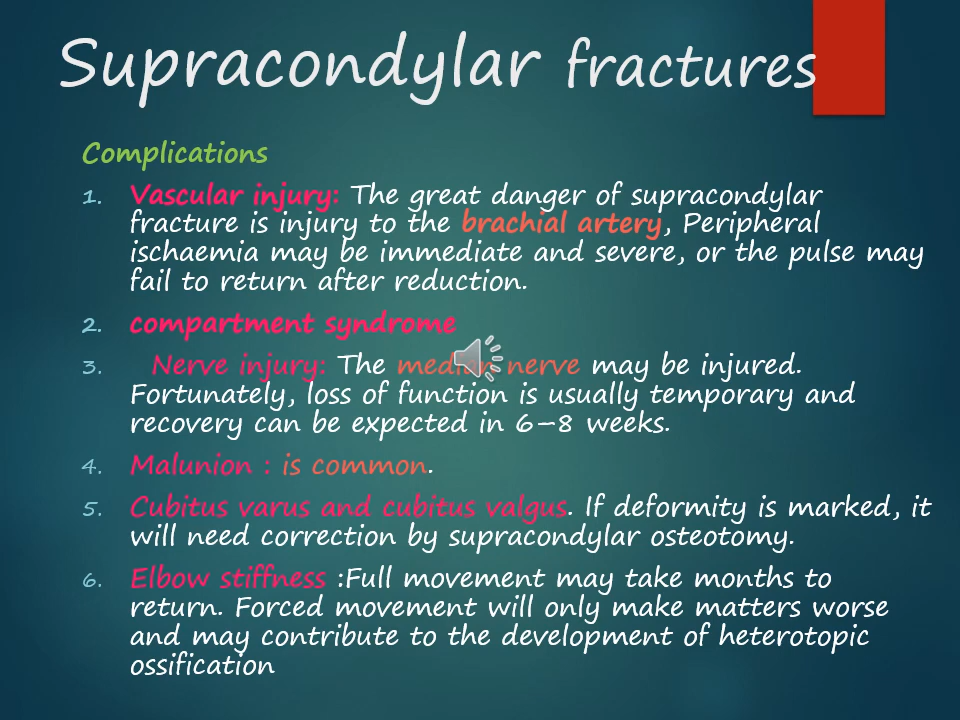 Supracondylar fractures
Complications
1. Vascular injury: The great danger of supracondylar
fracture is injury to the brachial artery, Peripheral
ischaemia may be immediate and severe, or the pulse may
fail to return after reduction.
2. compartment syndrome
3. Nerve injury: The median nerve may be injured.
Fortunately, loss of function is usually temporary and
recovery can be expected in 6–8 weeks.
4. Malunion : is common.
5. Cubitus varus and cubitus valgus. If deformity is marked, it
will need correction by supracondylar osteotomy.
6. Elbow stiffness :Full movement may take months to
return. Forced movement will only make matters worse
and may contribute to the development of heterotopic
ossification